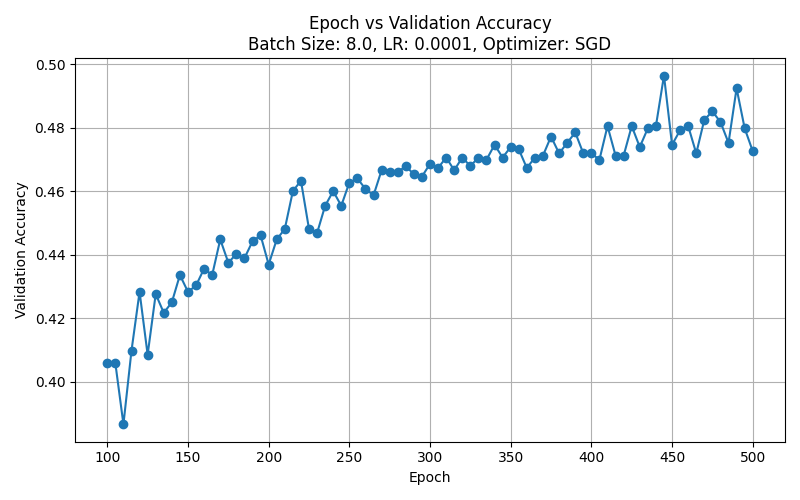 Epoch vs Validation Accuracy
Batch Size: 8.0, LR: 0.0001, Optimizer: SGD
0.50
0.48
0.46
0.44
0.42
0.40
Validation Accuracy
100 150 200 250 300 350 400 450 500
Epoch